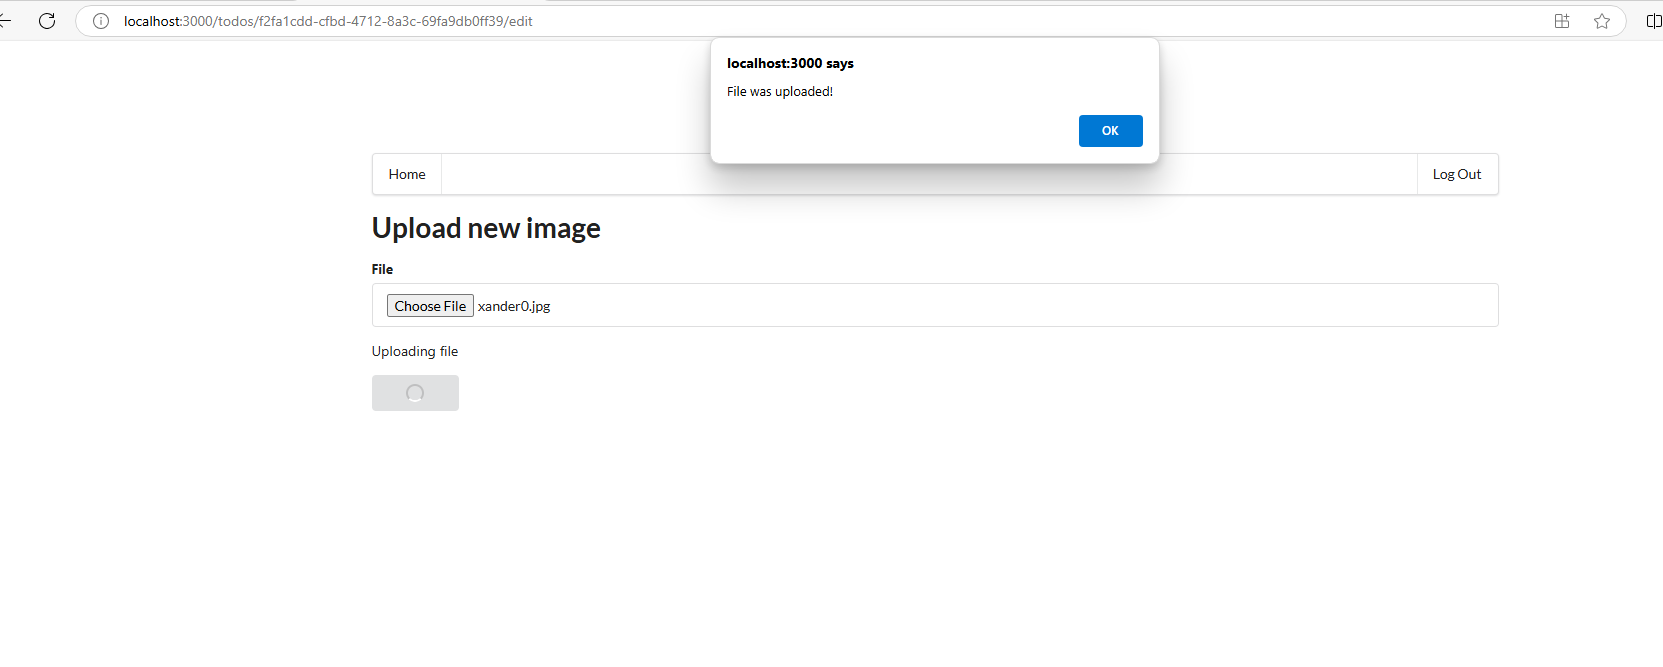 localhost:3000/todos/f2fa1cdd-cfbd-4712-8a3c-69fa9db0ff39/edit
localhost:3000 says
File was uploaded!
OK
Home
Log Out
Upload new image
File
Choose File xander0.jpg
Uploading file